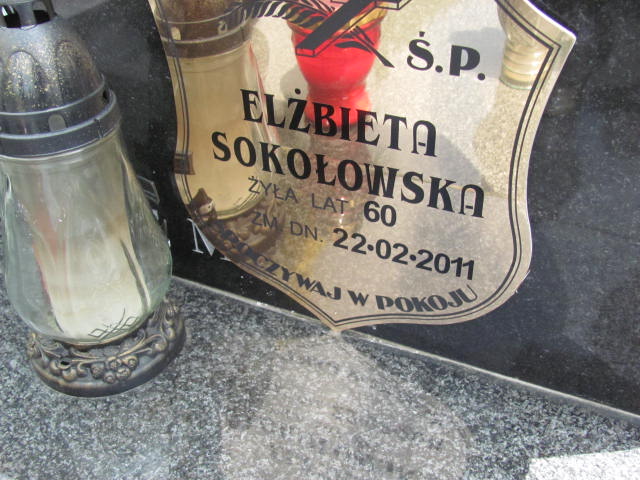 Ś.P.
ELŻBIETA
SOKOŁOWSKA
ŻYŁA LAT 60
ZM. DN. 22•02•2011
SPOCZYWAJ W POKOJU